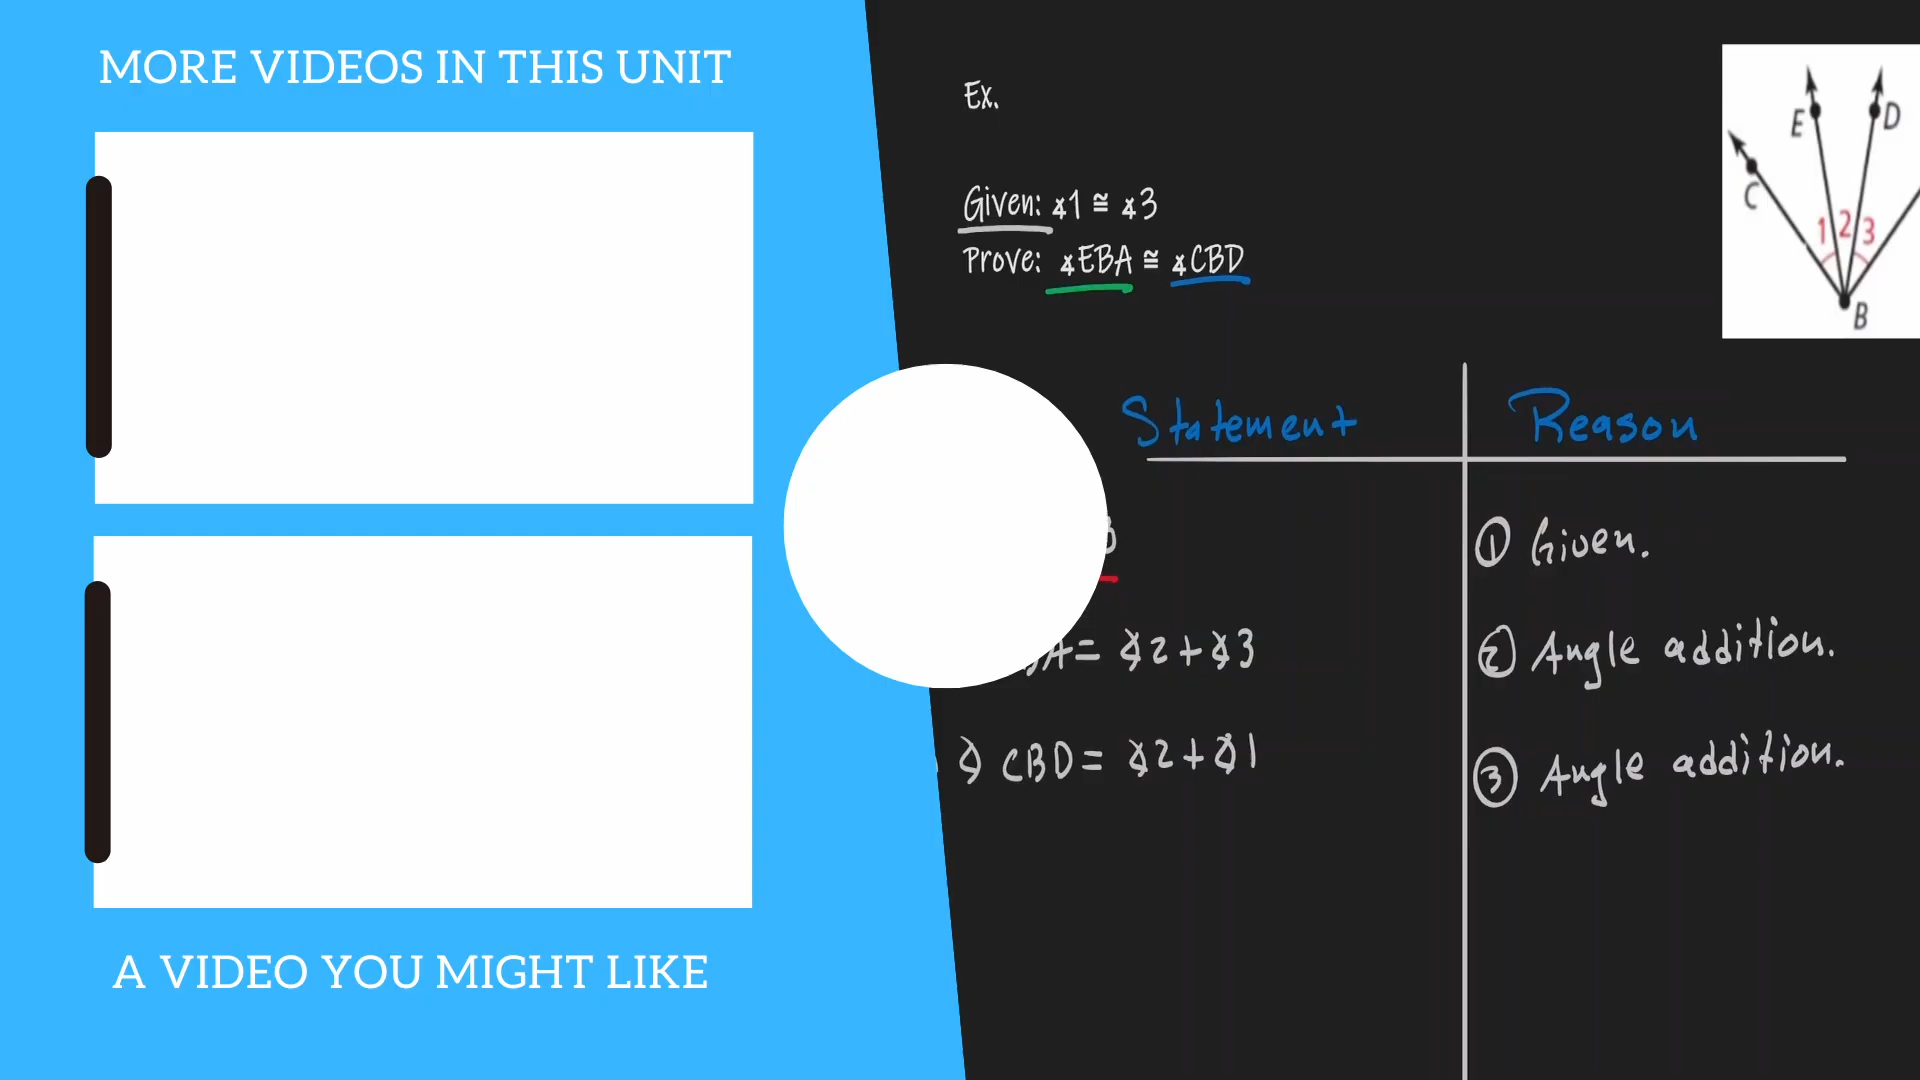 MORE VIDEOS IN THIS UNIT
A VIDEO YOU MIGHT LIKE
Ex.
Given: ∡1 ≅ ∡3
Prove: ∡EBA ≅ ∡CBD
E
D
C
1 2 3
B
Statement
Reason
① Given.
A = ∡2 + ∡3
② Angle addition.
∡ CBD = ∡2 + ∡1
③ Angle addition.